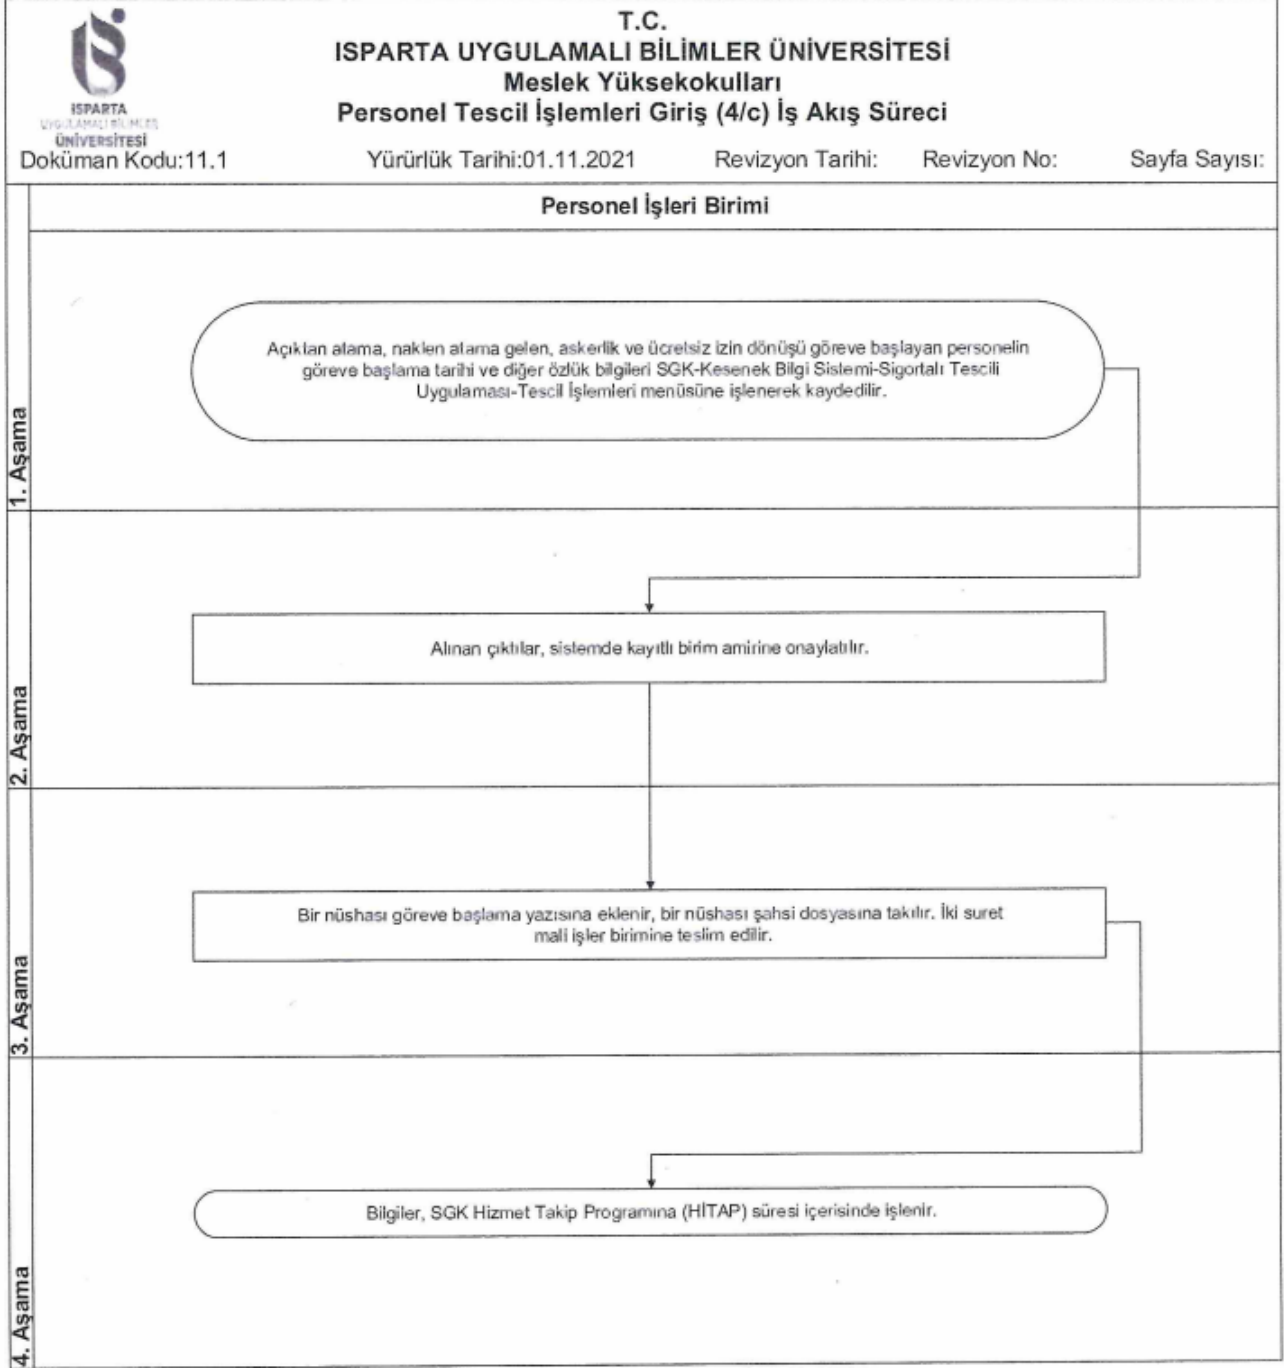 T.C.
ISPARTA UYGULAMALI BİLİMLER ÜNİVERSİTESİ
Meslek Yüksekokulları
Personel Tescil İşlemleri Giriş (4/c) İş Akış Süreci
ISPARTA
UYGULAMALI BİLİMLER
ÜNİVERSİTESİ
Doküman Kodu:11.1 Yürürlük Tarihi:01.11.2021 Revizyon Tarihi: Revizyon No: Sayfa Sayısı:
Personel İşleri Birimi
1. Aşama
Açıktan atama, naklen atama gelen, askerlik ve ücretsiz izin dönüşü göreve başlayan personelin
göreve başlama tarihi ve diğer özlük bilgileri SGK-Kesenek Bilgi Sistemi-Sigortalı Tescili
Uygulaması-Tescil İşlemleri menüsüne işlenerek kaydedilir.
2. Aşama
Alınan çıktılar, sistemde kayıtlı birim amirine onaylatılır.
3. Aşama
Bir nüshası göreve başlama yazısına eklenir, bir nüshası şahsi dosyasına takılır. İki suret
mali işler birimine teslim edilir.
4. Aşama
Bilgiler, SGK Hizmet Takip Programına (HİTAP) süresi içerisinde işlenir.